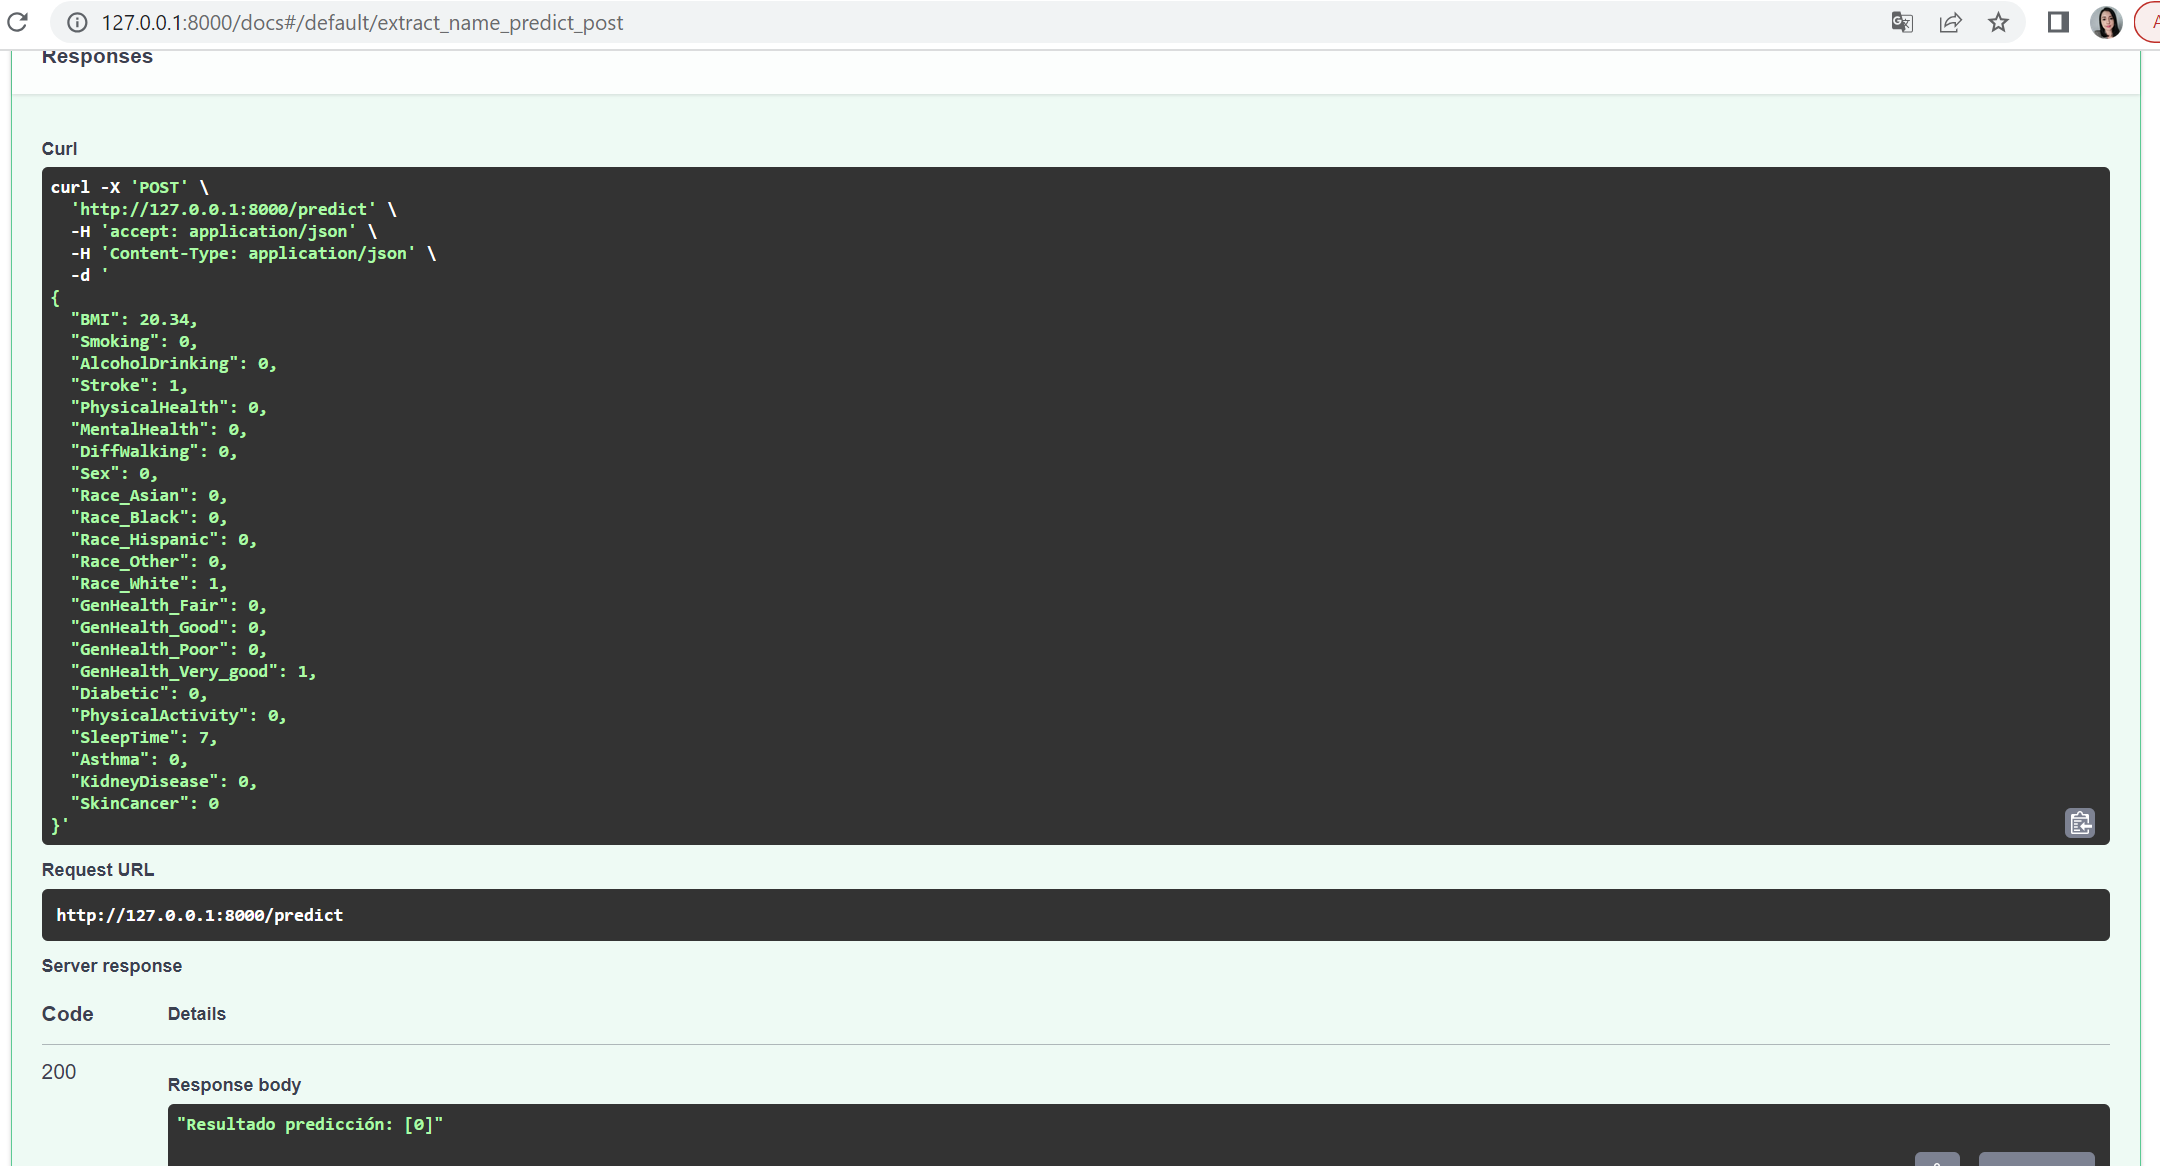 127.0.0.1:8000/docs#/default/extract_name_predict_post
A
Responses
Curl
curl -X 'POST' \
'http://127.0.0.1:8000/predict' \
-H 'accept: application/json' \
-H 'Content-Type: application/json' \
-d '
{
"BMI": 20.34,
"Smoking": 0,
"AlcoholDrinking": 0,
"Stroke": 1,
"PhysicalHealth": 0,
"MentalHealth": 0,
"DiffWalking": 0,
"Sex": 0,
"Race_Asian": 0,
"Race_Black": 0,
"Race_Hispanic": 0,
"Race_Other": 0,
"Race_White": 1,
"GenHealth_Fair": 0,
"GenHealth_Good": 0,
"GenHealth_Poor": 0,
"GenHealth_Very_good": 1,
"Diabetic": 0,
"PhysicalActivity": 0,
"SleepTime": 7,
"Asthma": 0,
"KidneyDisease": 0,
"SkinCancer": 0
}'
Request URL
http://127.0.0.1:8000/predict
Server response
Code Details
200
Response body
"Resultado predicción: [0]"